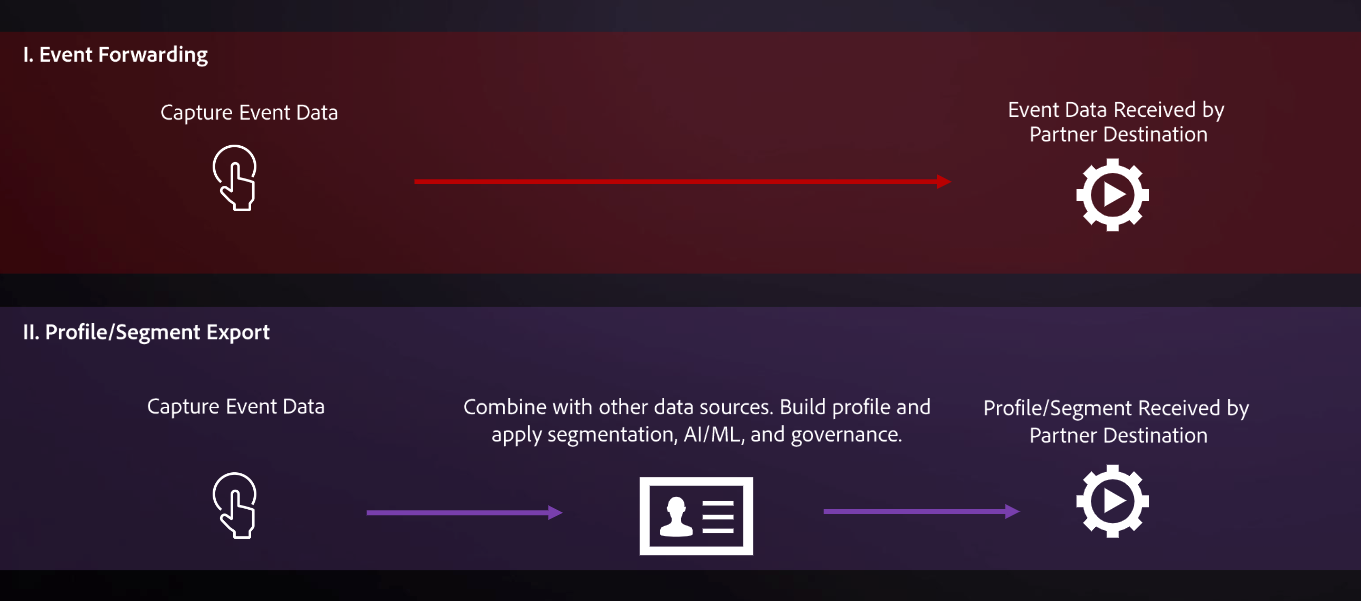 I. Event Forwarding
Capture Event Data
Event Data Received by
Partner Destination
II. Profile/Segment Export
Capture Event Data
Combine with other data sources. Build profile and
apply segmentation, AI/ML, and governance.
Profile/Segment Received by
Partner Destination